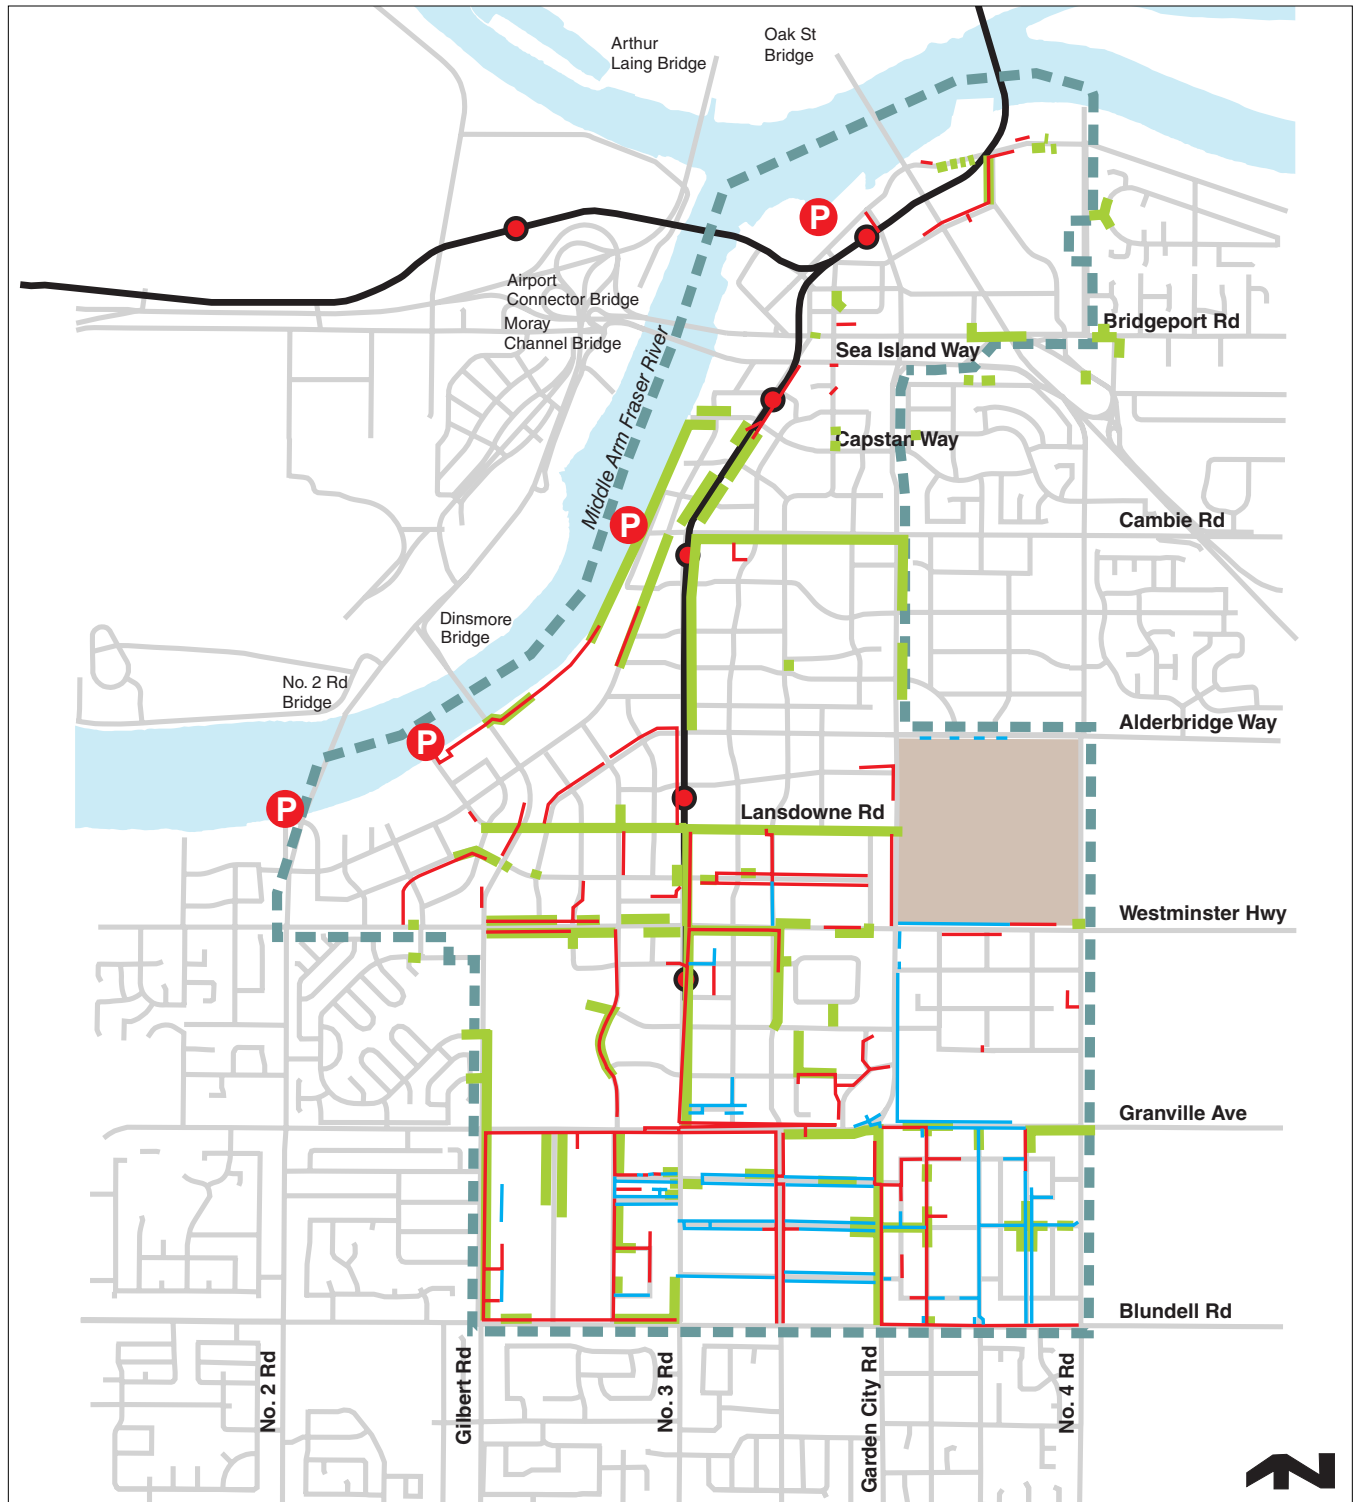 Arthur
Laing Bridge
Oak St
Bridge
P
Airport
Connector Bridge
Moray
Channel Bridge
Bridgeport Rd
Sea Island Way
Middle Arm Fraser River
Capstan Way
P
Cambie Rd
Dinsmore
Bridge
No. 2 Rd
Bridge
Alderbridge Way
P
P
Lansdowne Rd
Westminster Hwy
Granville Ave
Blundell Rd
No. 2 Rd
Gilbert Rd
No. 3 Rd
Garden City Rd
No. 4 Rd
N